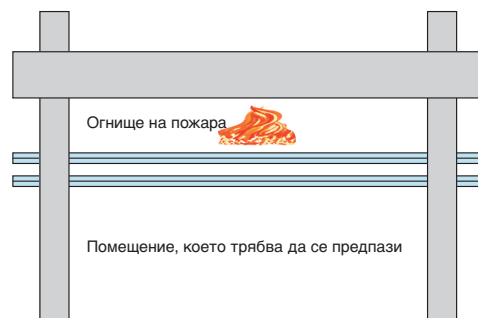 Огнище на пожара
Помещение, което трябва да се предпази